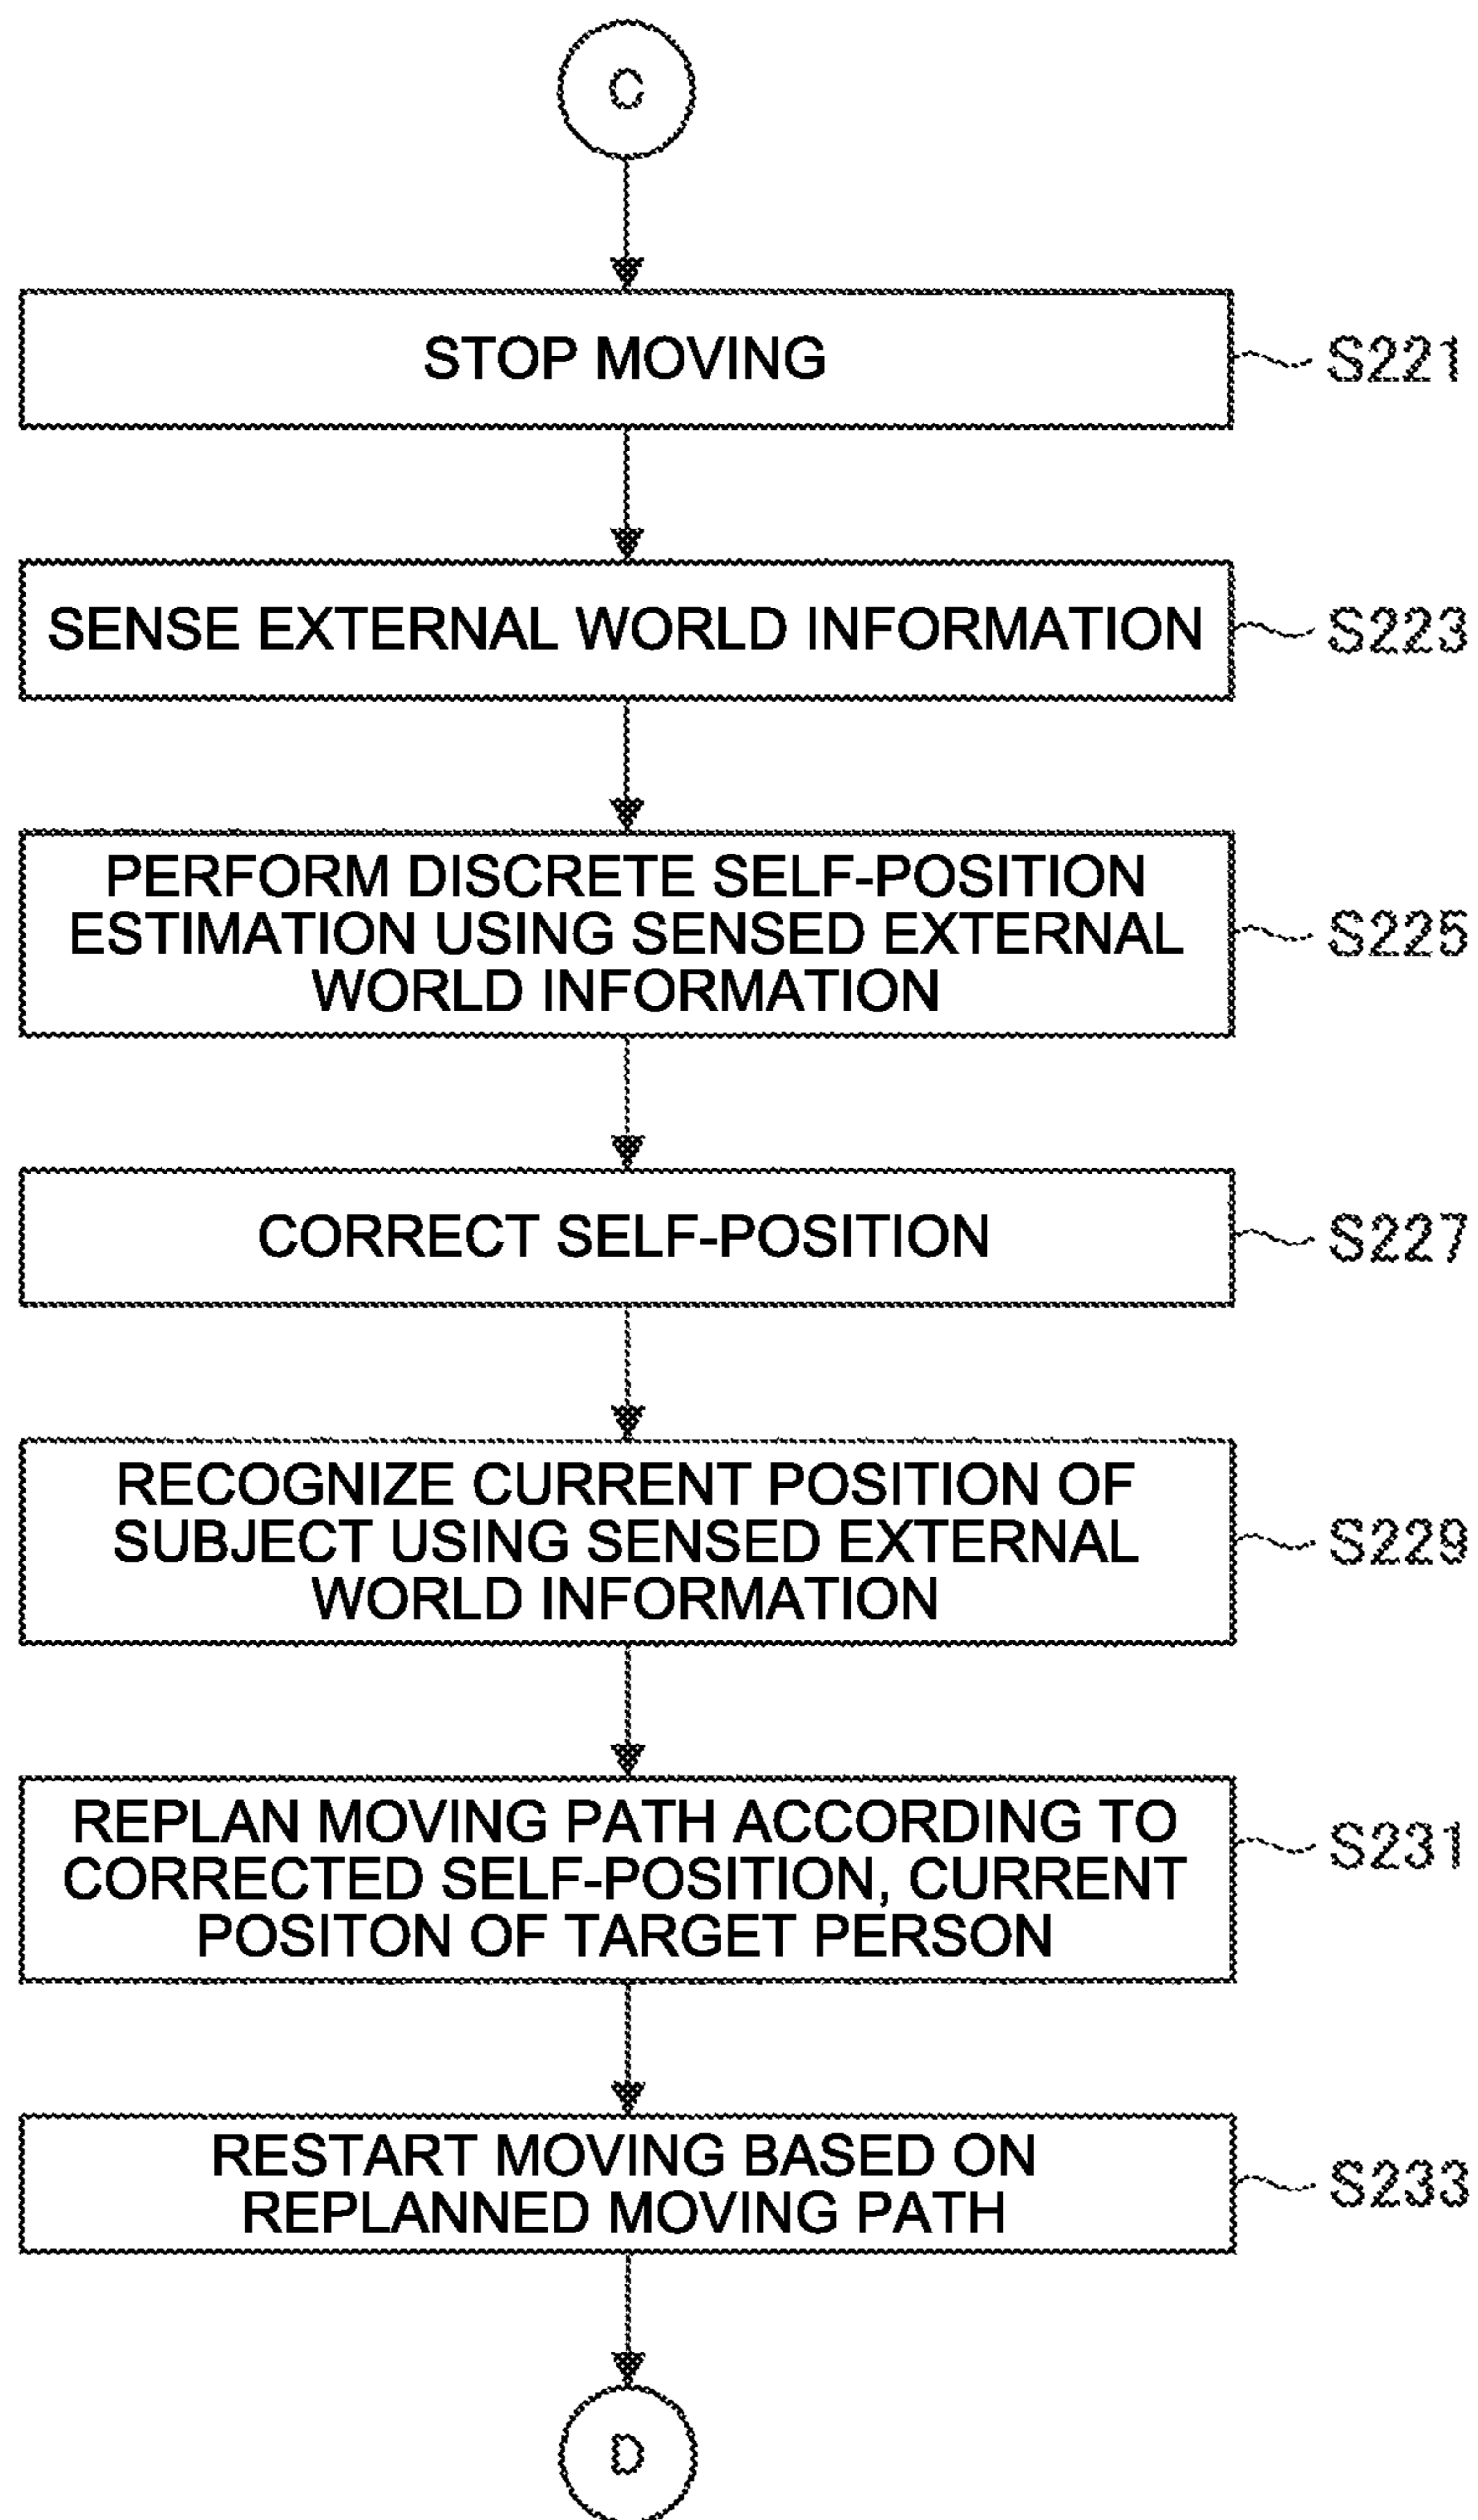 C
STOP MOVING
S221
SENSE EXTERNAL WORLD INFORMATION
S223
PERFORM DISCRETE SELF-POSITION
ESTIMATION USING SENSED EXTERNAL
WORLD INFORMATION
S225
CORRECT SELF-POSITION
S227
RECOGNIZE CURRENT POSITION OF
SUBJECT USING SENSED EXTERNAL
WORLD INFORMATION
S229
REPLAN MOVING PATH ACCORDING TO
CORRECTED SELF-POSITION, CURRENT
POSITON OF TARGET PERSON
S231
RESTART MOVING BASED ON
REPLANNED MOVING PATH
S233
D